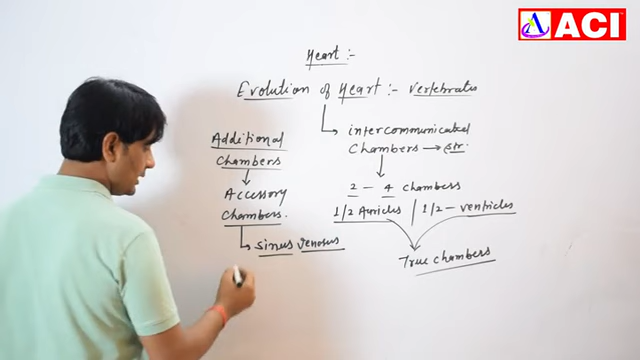 ACI
Heart :-
Evolution of Heart :- Vertebrates
Additional
Chambers
Accessory
Chambers.
Sinus Venosus
intercommunicated
Chambers → str.
2 - 4 Chambers
1/2 Auricles | 1/2 - ventricles
True chambers